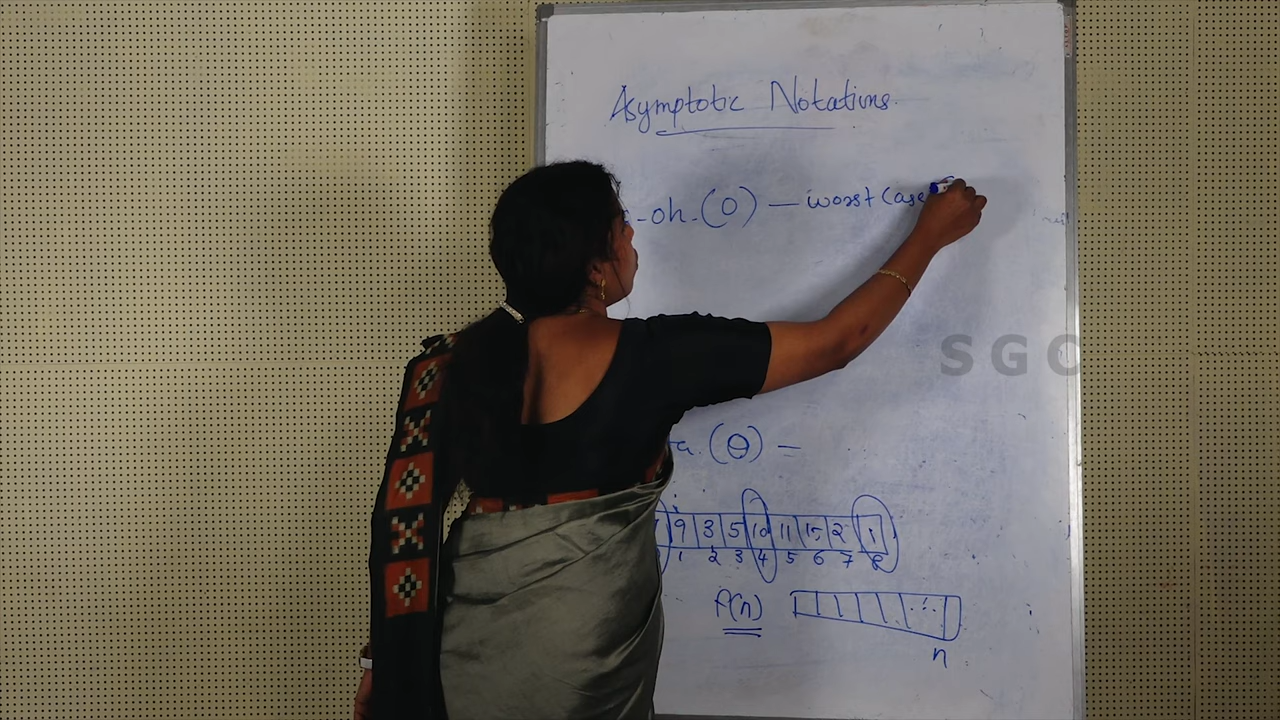 Asymptotic Notations.
-oh. (O) — worst case
SGC
a. (Θ) =
9 3 5 10 11 15 2 1
1 2 3 4 5 6 7 8
f(n)
n